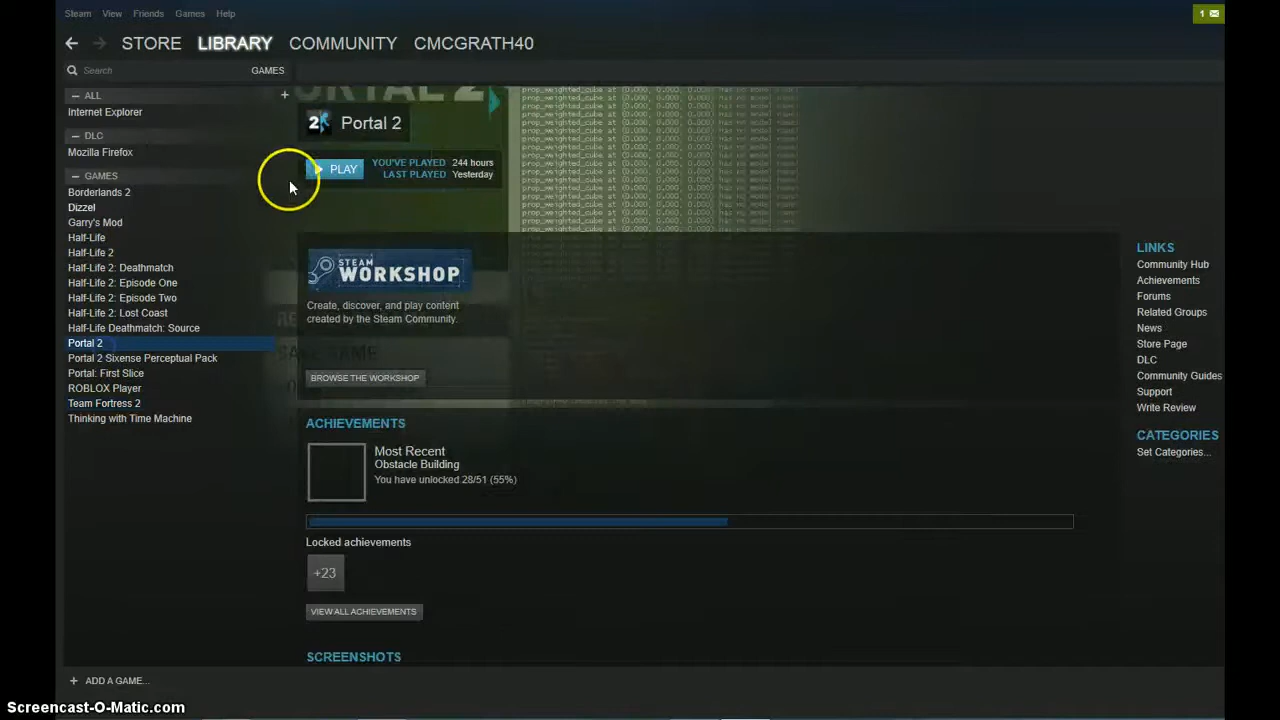 Steam View Friends Games Help
1
STORE LIBRARY COMMUNITY CMCGRATH40
Search GAMES
— ALL +
Internet Explorer
— DLC
Mozilla Firefox
— GAMES
Borderlands 2
Dizzel
Garry's Mod
Half-Life
Half-Life 2
Half-Life 2: Deathmatch
Half-Life 2: Episode One
Half-Life 2: Episode Two
Half-Life 2: Lost Coast
Half-Life Deathmatch: Source
Portal 2
Portal 2 Sixense Perceptual Pack
Portal: First Slice
ROBLOX Player
Team Fortress 2
Thinking with Time Machine
+ ADD A GAME...
2 Portal 2
PLAY
YOU'VE PLAYED 244 hours
LAST PLAYED Yesterday
STEAM
WORKSHOP
Create, discover, and play content
created by the Steam Community.
BROWSE THE WORKSHOP
ACHIEVEMENTS
Most Recent
Obstacle Building
You have unlocked 28/51 (55%)
Locked achievements
+23
VIEW ALL ACHIEVEMENTS
SCREENSHOTS
LINKS
Community Hub
Achievements
Forums
Related Groups
News
Store Page
DLC
Community Guides
Support
Write Review
CATEGORIES
Set Categories...
Screencast-O-Matic.com